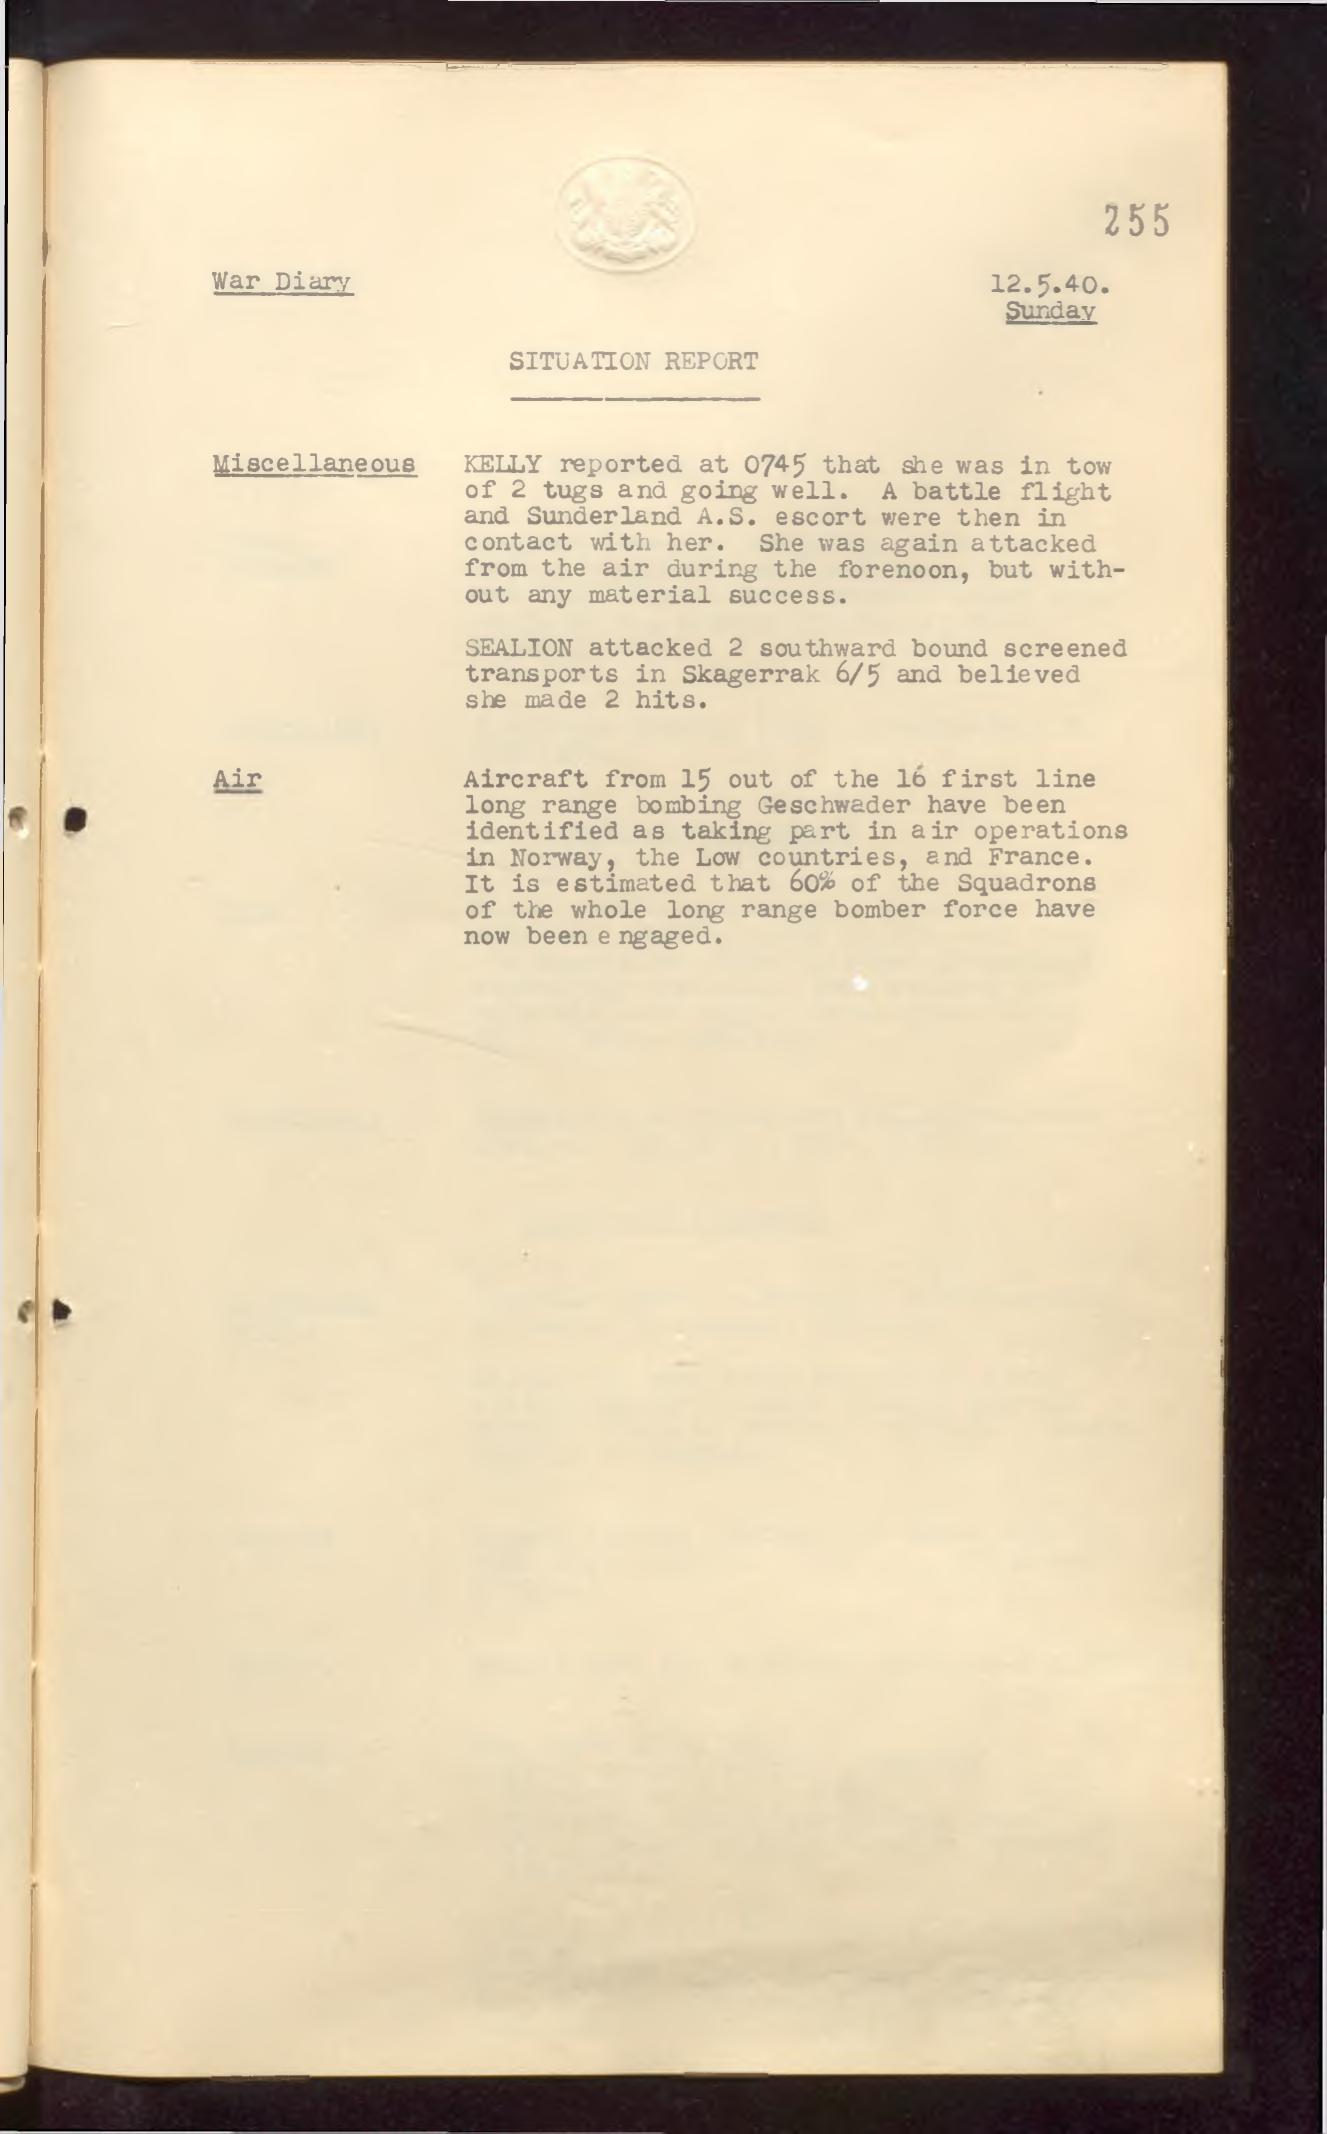 255
War Diary
12.5.40.
Sunday
SITUATION REPORT
Miscellaneous
KELLY reported at 0745 that she was in tow
of 2 tugs and going well. A battle flight
and Sunderland A.S. escort were then in
contact with her. She was again attacked
from the air during the forenoon, but with-
out any material success.
SEALION attacked 2 southward bound screened
transports in Skagerrak 6/5 and believed
she made 2 hits.
Air
Aircraft from 15 out of the 16 first line
long range bombing Geschwader have been
identified as taking part in air operations
in Norway, the Low countries, and France.
It is estimated that 60% of the Squadrons
of the whole long range bomber force have
now been engaged.